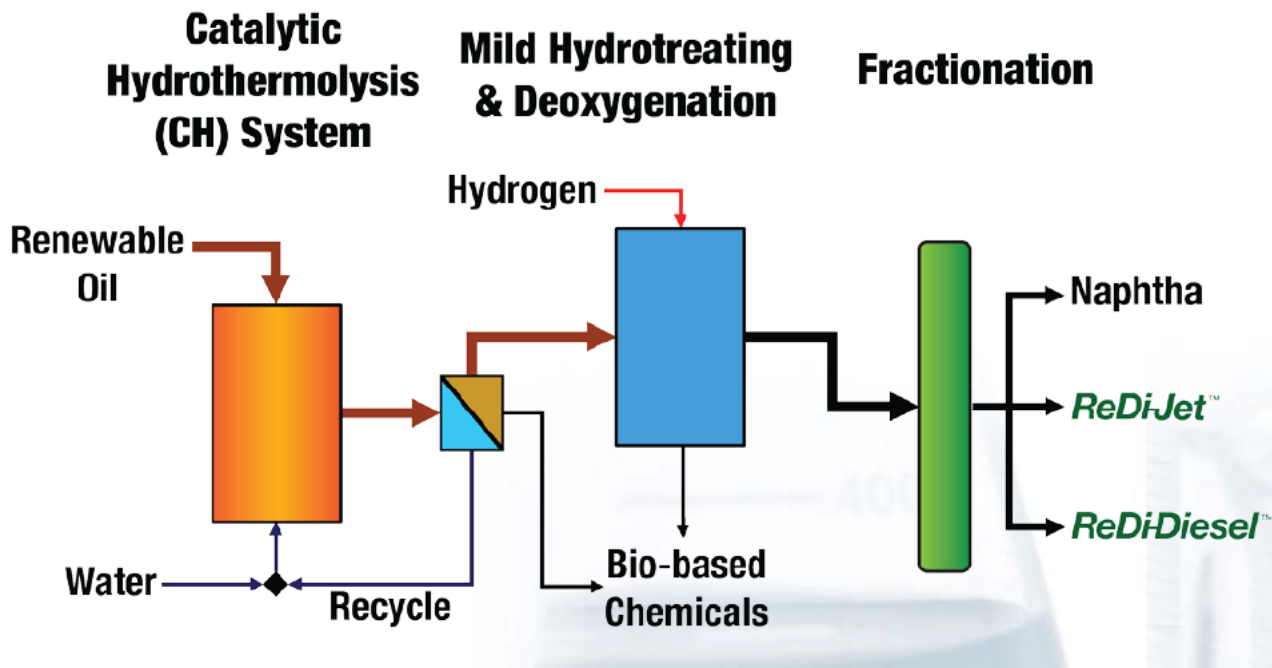 Catalytic
Hydrothermolysis
(CH) System
Mild Hydrotreating
& Deoxygenation
Fractionation
Hydrogen
Renewable
Oil
Naphtha
ReDi-Jet™
ReDi-Diesel™
Water
Recycle
Bio-based
Chemicals
400